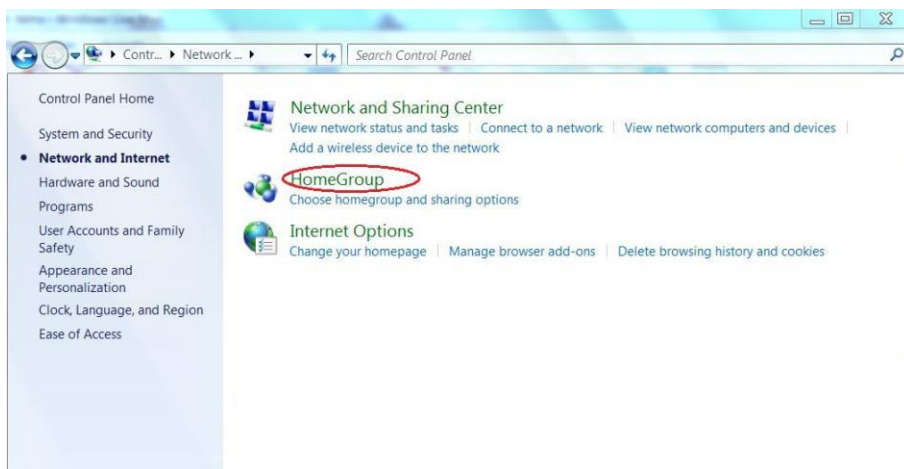 Contr... Network ...
Search Control Panel
Control Panel Home
System and Security
Network and Internet
Hardware and Sound
Programs
User Accounts and Family
Safety
Appearance and
Personalization
Clock, Language, and Region
Ease of Access
Network and Sharing Center
View network status and tasks Connect to a network View network computers and devices
Add a wireless device to the network
HomeGroup
Choose homegroup and sharing options
Internet Options
Change your homepage Manage browser add-ons Delete browsing history and cookies